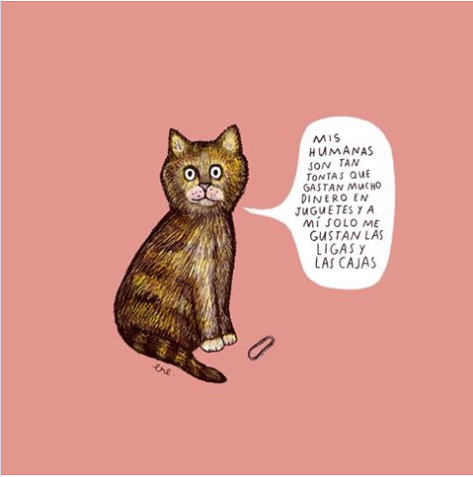 MIS
HUMANAS
SON TAN
TONTAS QUE
GASTAN MUCHO
DINERO EN
JUGUETES Y A
MÍ SOLO ME
GUSTAN LAS
LIGAS Y
LAS CAJAS
ere.